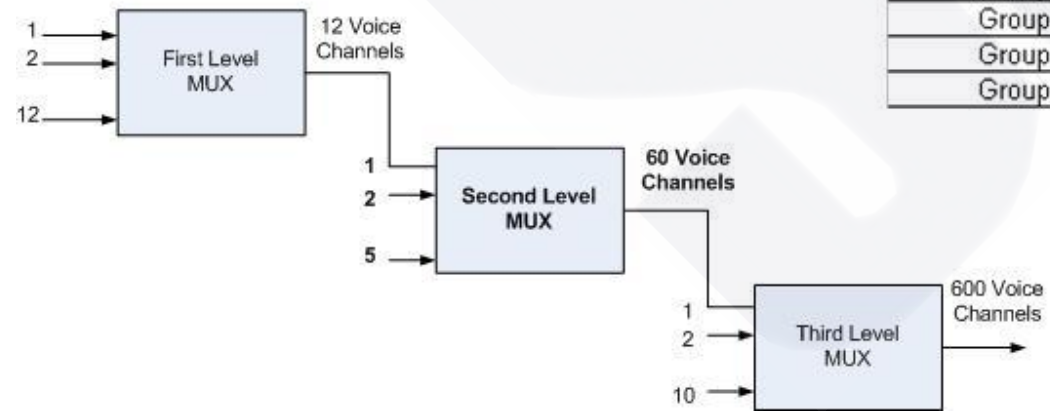 Group
Group
Group
1
2
12
First Level
MUX
12 Voice
Channels
1
2
5
Second Level
MUX
60 Voice
Channels
1
2
10
Third Level
MUX
600 Voice
Channels